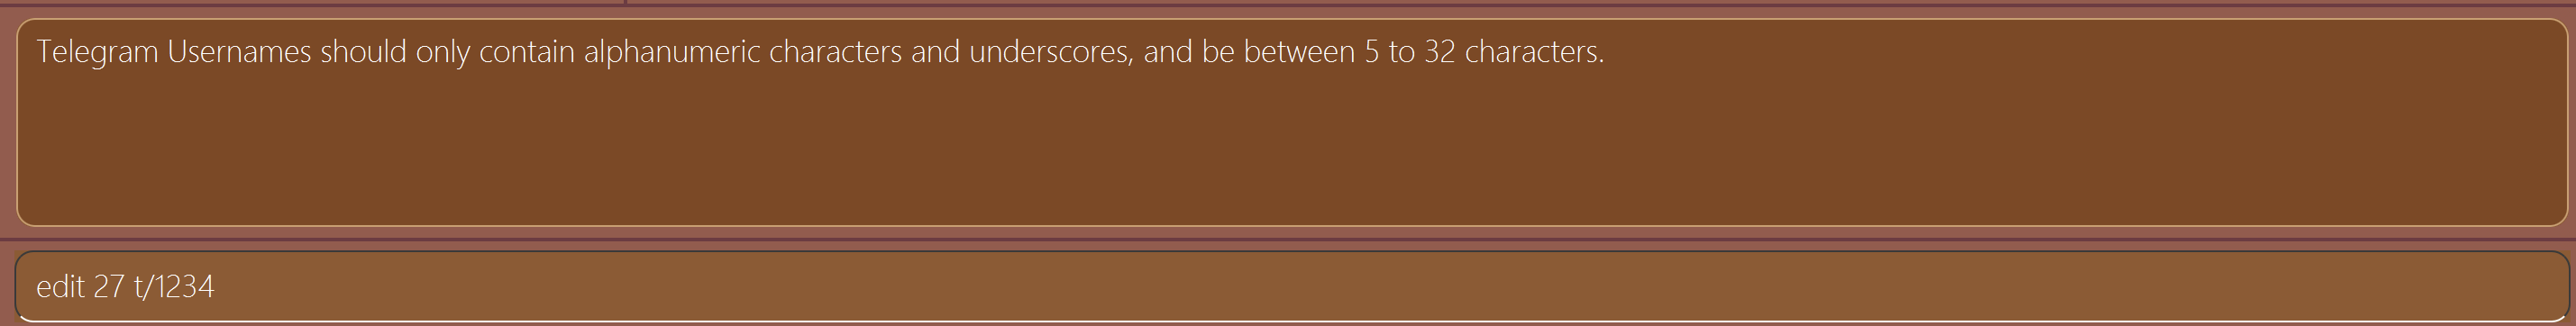 Telegram Usernames should only contain alphanumeric characters and underscores, and be between 5 to 32 characters.
edit 27 t/1234